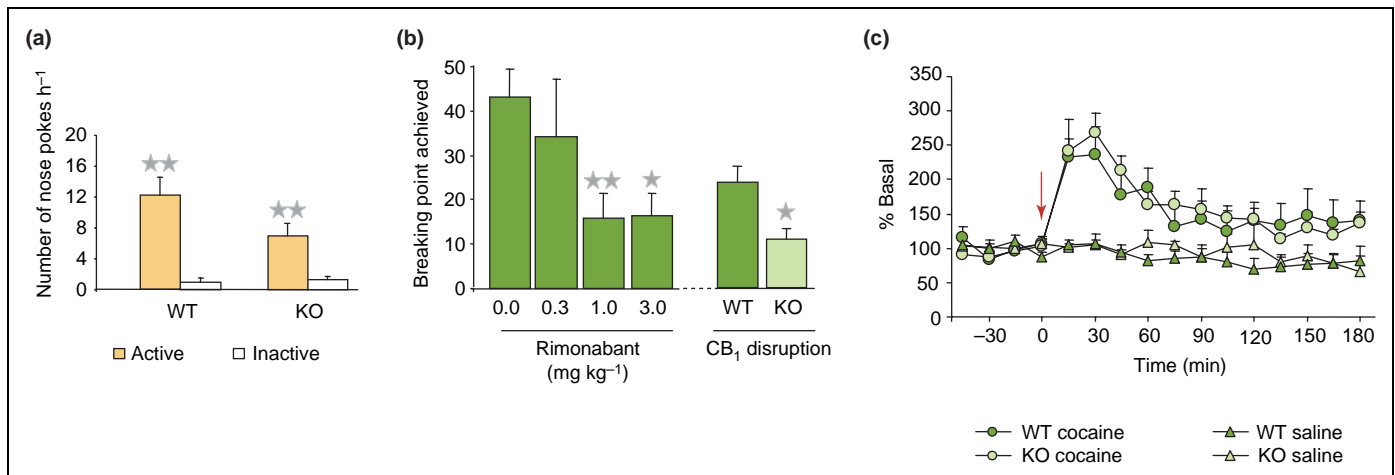 (a)
Number of nose pokes h⁻¹
20
16
12
8
4
0
WT KO
Active Inactive
(b)
Breaking point achieved
50
40
30
20
10
0
0.0 0.3 1.0 3.0 WT KO
Rimonabant
(mg kg⁻¹)
CB₁ disruption
(c)
% Basal
350
300
250
200
150
100
50
0
−30 0 30 60 90 120 150 180
Time (min)
WT cocaine WT saline
KO cocaine KO saline